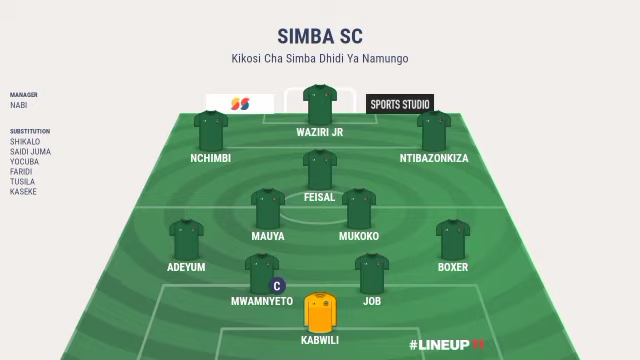 SIMBA SC
Kikosi Cha Simba Dhidi Ya Namungo
MANAGER
NABI
SUBSTITUTION
SHIKALO
SAIDI JUMA
YOCUBA
FARIDI
TUSILA
KASEKE
SPORTS STUDIO
WAZIRI JR
NCHIMBI
NTIBAZONKIZA
FEISAL
MAUYA
MUKOKO
ADEYUM
BOXER
C
MWAMNYETO
JOB
KABWILI
#LINEUP11